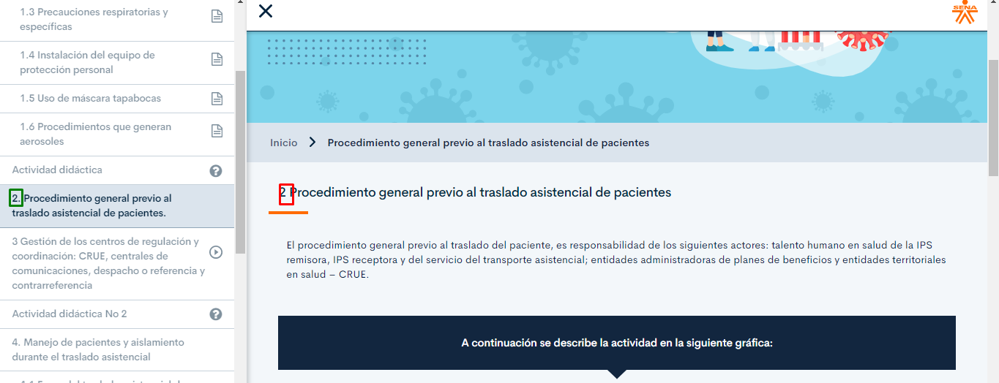 1.3 Precauciones respiratorias y
específicas
1.4 Instalación del equipo de
protección personal
1.5 Uso de máscara tapabocas
1.6 Procedimientos que generan
aerosoles
Actividad didáctica
2. Procedimiento general previo al
traslado asistencial de pacientes.
3 Gestión de los centros de regulación y
coordinación: CRUE, centrales de
comunicaciones, despacho o referencia y
contrarreferencia
Actividad didáctica No 2
4. Manejo de pacientes y aislamiento
durante el traslado asistencial
SENA
Inicio > Procedimiento general previo al traslado asistencial de pacientes
2 Procedimiento general previo al traslado asistencial de pacientes
El procedimiento general previo al traslado del paciente, es responsabilidad de los siguientes actores: talento humano en salud de la IPS
remisora, IPS receptora y del servicio del transporte asistencial; entidades administradoras de planes de beneficios y entidades territoriales
en salud – CRUE.
A continuación se describe la actividad en la siguiente gráfica: